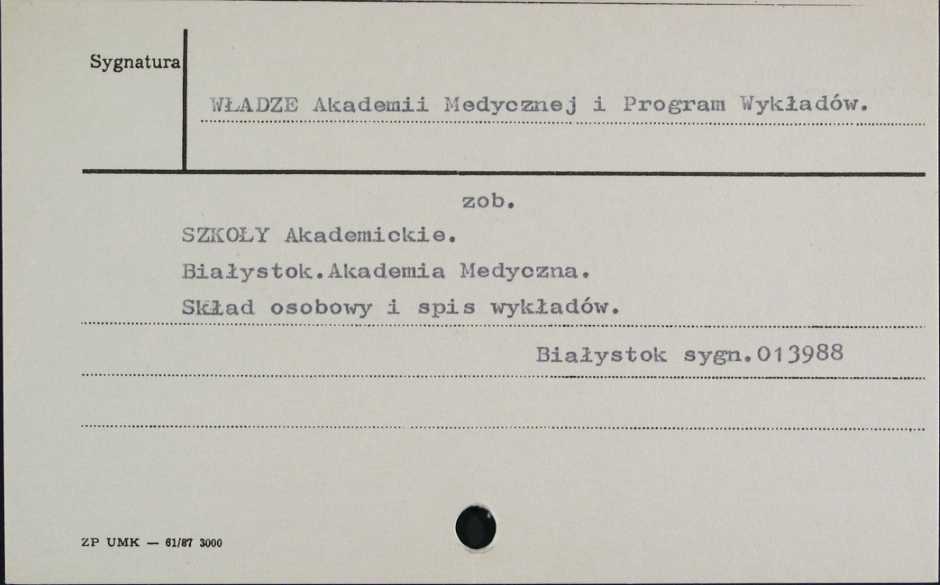 Sygnatura
WŁADZE Akademii Medycznej i Program Wykładów.
zob.
SZKOŁY Akademickie.
Białystok.Akademia Medyczna.
Skład osobowy i spis wykładów.
Białystok sygn.013988
ZP UMK — 61/87 3000